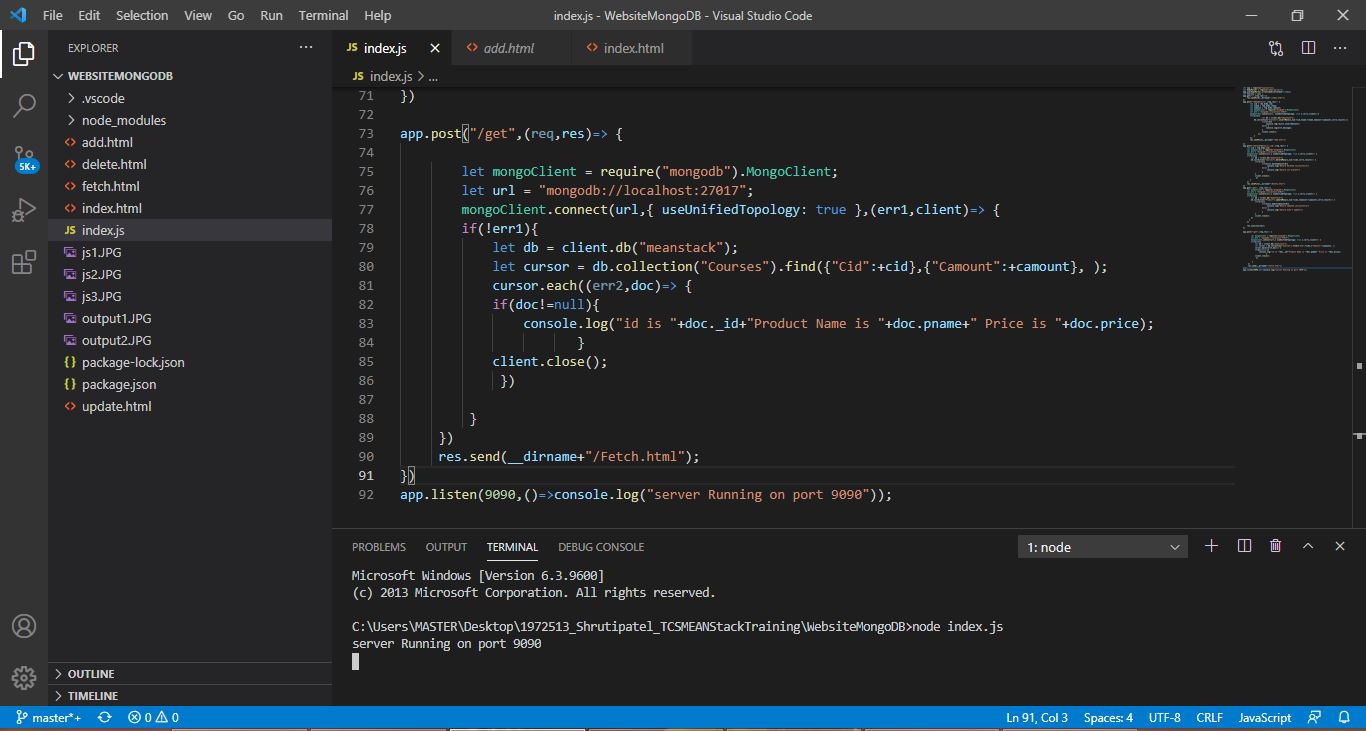 File Edit Selection View Go Run Terminal Help index.js - WebsiteMongoDB - Visual Studio Code
EXPLORER
JS index.js
<> add.html
<> index.html
WEBSITEMONGODB
JS index.js > ...
.vscode
node_modules
<> add.html
<> delete.html
<> fetch.html
<> index.html
JS index.js
js1.JPG
js2.JPG
js3.JPG
output1.JPG
output2.JPG
{} package-lock.json
{} package.json
<> update.html
5K+
OUTLINE
TIMELINE
71 })
72
73 app.post("/get",(req,res)=> {
74
75 let mongoClient = require("mongodb").MongoClient;
76 let url = "mongodb://localhost:27017";
77 mongoClient.connect(url,{ useUnifiedTopology: true },(err1,client)=> {
78 if(!err1){
79 let db = client.db("meanstack");
80 let cursor = db.collection("Courses").find({"Cid":+cid},{"Camount":+camount}, );
81 cursor.each((err2,doc)=> {
82 if(doc!=null){
83 console.log("id is "+doc._id+"Product Name is "+doc.pname+" Price is "+doc.price);
84 }
85 client.close();
86 })
87
88 }
89 })
90 res.send(__dirname+"/Fetch.html");
91 })
92 app.listen(9090,()=>console.log("server Running on port 9090"));
PROBLEMS OUTPUT TERMINAL DEBUG CONSOLE 1: node
Microsoft Windows [Version 6.3.9600]
(c) 2013 Microsoft Corporation. All rights reserved.
C:\Users\MASTER\Desktop\1972513_Shrutipatel_TCSMEANStackTraining\WebsiteMongoDB>node index.js
server Running on port 9090
master*+ 0 0 Ln 91, Col 3 Spaces: 4 UTF-8 CRLF JavaScript